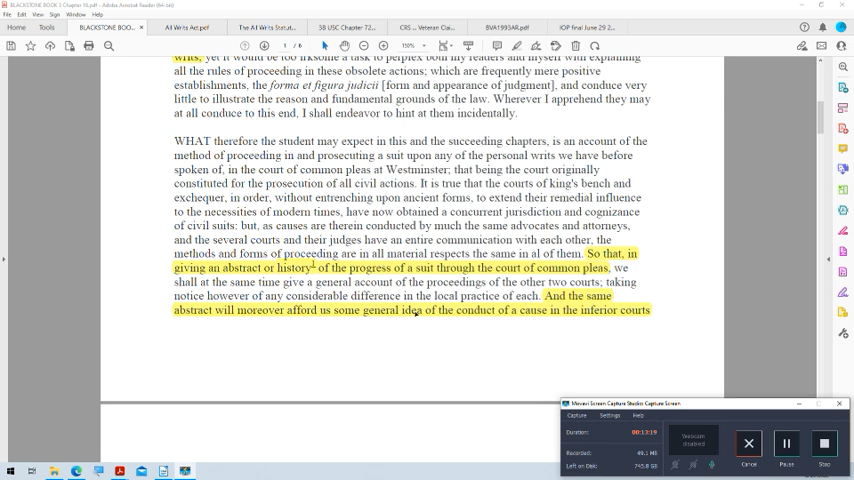 BLACKSTONE BOOK 3 Chapter 18.pdf - Adobe Acrobat Reader (64-bit)
File Edit View Sign Window Help
Home Tools BLACKSTONE BOOK ... × All Writs Act.pdf The All Writs Statut... 38 USC Chapter 72... CRS ... Veteran Clai... BVA1993AR.pdf IOP final June 29 2...
1 / 6 150%
writs, yet it would be too irksome a task to perplex both my readers and myself with explaining
all the rules of proceeding in these obsolete actions; which are frequently mere positive
establishments, the forma et figura judicii [form and appearance of judgment], and conduce very
little to illustrate the reason and fundamental grounds of the law. Wherever I apprehend they may
at all conduce to this end, I shall endeavor to hint at them incidentally.
WHAT therefore the student may expect in this and the succeeding chapters, is an account of the
method of proceeding in and prosecuting a suit upon any of the personal writs we have before
spoken of, in the court of common pleas at Westminster; that being the court originally
constituted for the prosecution of all civil actions. It is true that the courts of king's bench and
exchequer, in order, without entrenching upon ancient forms, to extend their remedial influence
to the necessities of modern times, have now obtained a concurrent jurisdiction and cognizance
of civil suits: but, as causes are therein conducted by much the same advocates and attorneys,
and the several courts and their judges have an entire communication with each other, the
methods and forms of proceeding are in all material respects the same in al of them. So that, in
giving an abstract or history1 of the progress of a suit through the court of common pleas, we
shall at the same time give a general account of the proceedings of the other two courts; taking
notice however of any considerable difference in the local practice of each. And the same
abstract will moreover afford us some general idea of the conduct of a cause in the inferior courts
Movavi Screen Capture Studio: Capture Screen
Capture Settings Help
Duration: 00:13:19
Webcam disabled
Recorded: 49.1 MB
Left on Disk: 745.8 GB
Cancel Pause Stop